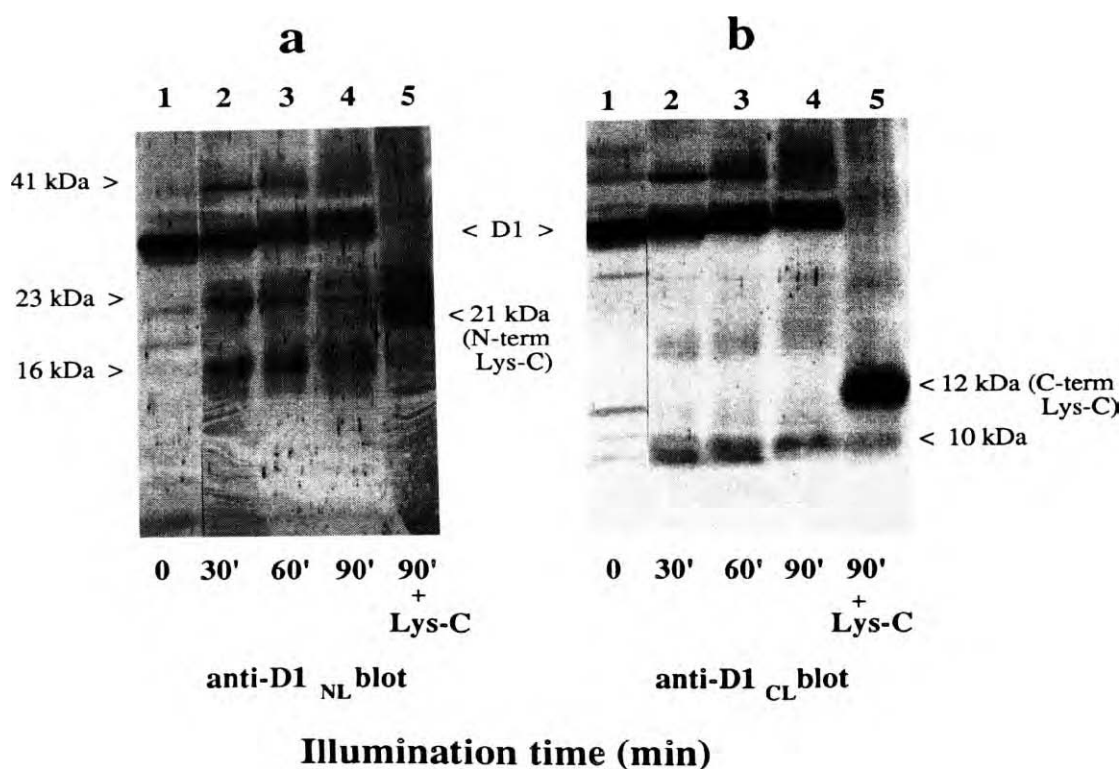 a
b
1 2 3 4 5
1 2 3 4 5
41 kDa >
23 kDa >
16 kDa >
< D1 >
< 21 kDa
(N-term
Lys-C)
< 12 kDa (C-term
Lys-C)
< 10 kDa
0 30' 60' 90' 90'
+
Lys-C
0 30' 60' 90' 90'
+
Lys-C
anti-D1 NL blot
anti-D1 CL blot
Illumination time (min)